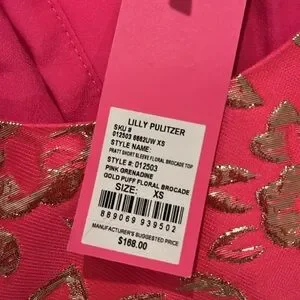 LILLY PULITZER
SKU #
012503 6662UW XS
STYLE NAME:
PRATT SHORT SLEEVE FLORAL BROCADE TOP
STYLE #: 012503
PINK GRENADINE
GOLD PUFF FLORAL BROCADE
SIZE: XS
889069 939502
MANUFACTURER'S SUGGESTED PRICE
$168.00